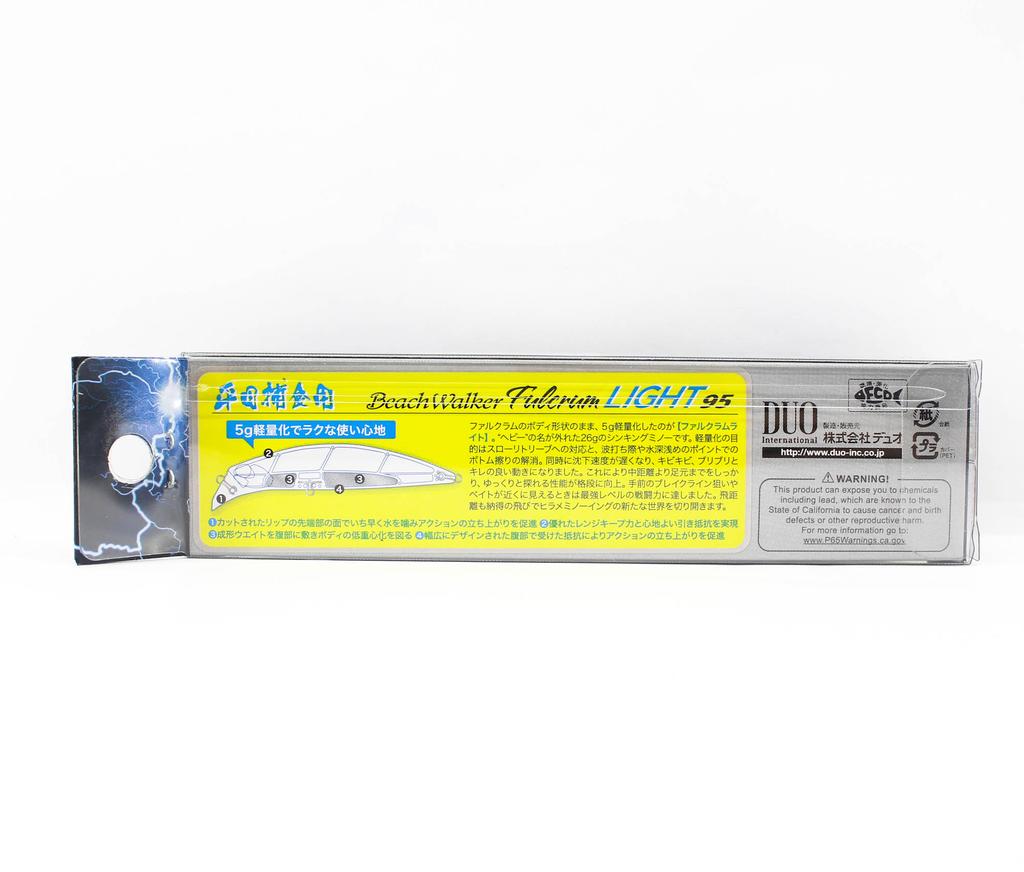 平目捕食用
Beach Walker Fulcrum LIGHT 95
5g軽量化でラクな使い心地
❷
❸
❸
❹
❶
ファルクラムのボディ形状のまま、5g軽量化したのが【ファルクラムラ
イト】。“ヘビー”の名が外れた26gのシンキングミノーです。軽量化の目
的はスローリトリーブへの対応と、波打ち際や水深浅めのポイントでの
ボトム擦りの解消。同時に沈下速度が遅くなり、キビキビ、ブリブリと
キレの良い動きになりました。これにより中距離より足元までをしっか
り、ゆっくりと探れる性能が格段に向上。手前のブレイクライン狙いや
ベイトが近くに見えるときは最強レベルの戦闘力に達しました。飛距
離も納得の飛びでヒラメミノーイングの新たな世界を切り開きます。
❶カットされたリップの先端部の面でいち早く水を噛みアクションの立ち上がりを促進 ❷優れたレンジキープ力と心地よい引き抵抗を実現
❸成形ウエイトを腹部に敷きボディの低重心化を図る ❹幅広にデザインされた腹部で受けた抵抗によりアクションの立ち上がりを促進
DUO
International
製造・販売元
株式会社デュオ
http://www.duo-inc.co.jp
紙
台紙
プラ
カバー
(PET)
⚠ WARNING!
This product can expose you to chemicals
including lead, which are known to the
State of California to cause cancer and birth
defects or other reproductive harm.
For more information go to:
www.P65Warnings.ca.gov